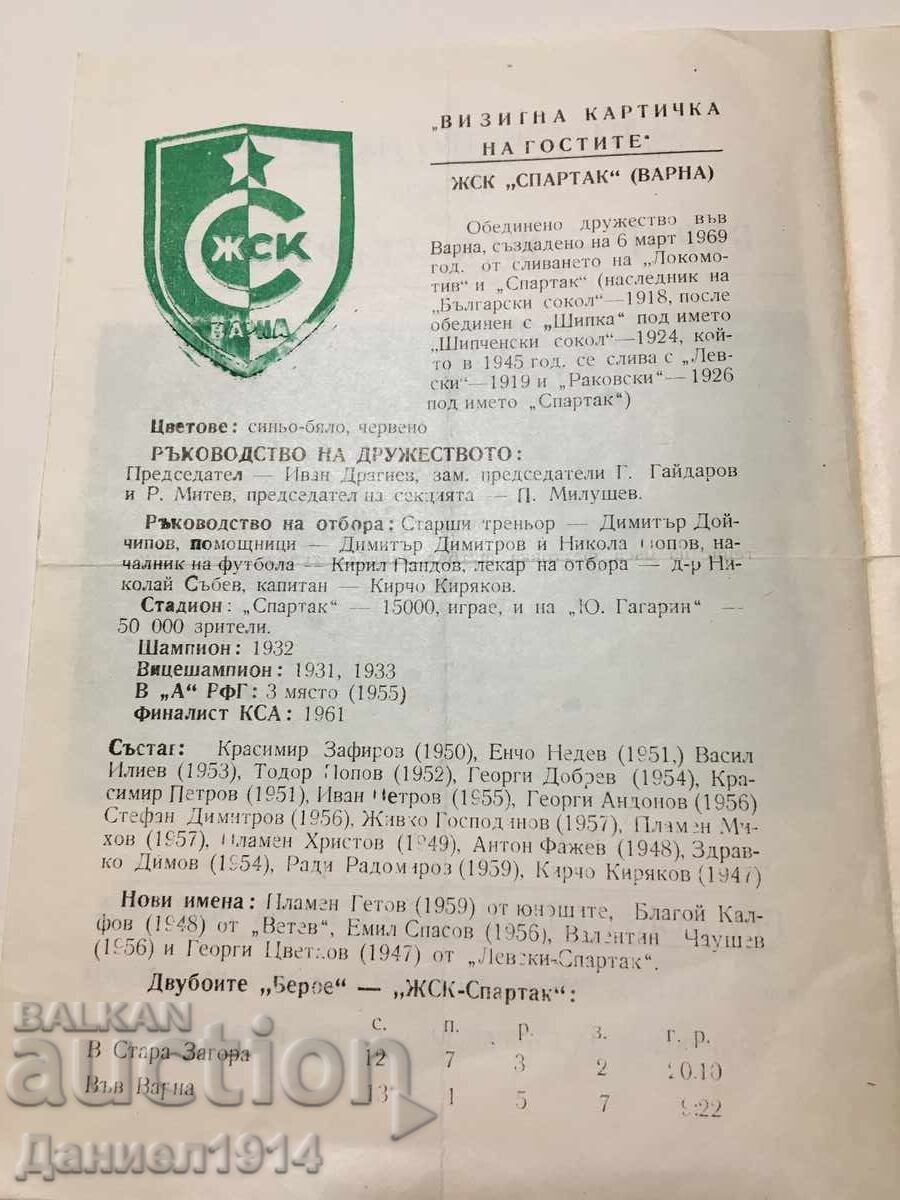 ЖСК
ВАРНА
„ВИЗИТНА КАРТИЧКА
НА ГОСТИТЕ“
ЖСК „СПАРТАК“ (ВАРНА)
Обединено дружество във
Варна, създадено на 6 март 1969
год. от сливането на „Локомо-
тив“ и „Спартак“ (наследник на
„Български сокол“—1918, после
обединен с „Шипка“ под името
„Шипченски сокол“—1924, кой-
то в 1945 год. се слива с „Лев-
ски“—1919 и „Раковски“—1926
под името „Спартак“)
Цветове: синьо-бяло, червено
РЪКОВОДСТВО НА ДРУЖЕСТВОТО:
Председател — Иван Драгиев, зам. председатели Г. Гайдаров
и Р. Митев, председател на секцията — П. Милушев.
Ръководство на отбора: Старши треньор — Димитър Дой-
чинов, помощници — Димитър Димитров и Никола Попов, на-
чалник на футбола — Кирил Пандов, лекар на отбора — д-р Ни-
колай Събев, капитан — Кирчо Киряков.
Стадион: „Спартак“ — 15000, играе, и на „Ю. Гагарин“ —
50 000 зрители.
Шампион: 1932
Вицешампион: 1931, 1933
В „А“ РФГ: 3 място (1955)
Финалист КСА: 1961
Състав: Красимир Зафиров (1950), Енчо Недев (1951,) Васил
Илиев (1953), Тодор Попов (1952), Георги Добрев (1954), Кра-
симир Петров (1951), Иван Петров (1955), Георги Андонов (1956)
Стефан Димитров (1956), Живко Господинов (1957), Пламен Ми-
хов (1957), Пламен Христов (1949), Антон Фажев (1948), Здрав-
ко Димов (1954), Ради Радомиров (1959), Кирчо Киряков (1947)
Нови имена: Пламен Гетов (1959) от юношите, Благой Кал-
фов (1948) от „Ветев“, Емил Спасов (1956), Валентин Чаушев
(1956) и Георги Цветков (1947) от „Левски-Спартак“.
Двубоите „Берое“ — „ЖСК-Спартак“:
с. п. р. з. г. р.
В Стара Загора 12 7 3 2 20.10
Във Варна 13 1 5 7 9:22
BALKAN
auction
Даниел1914